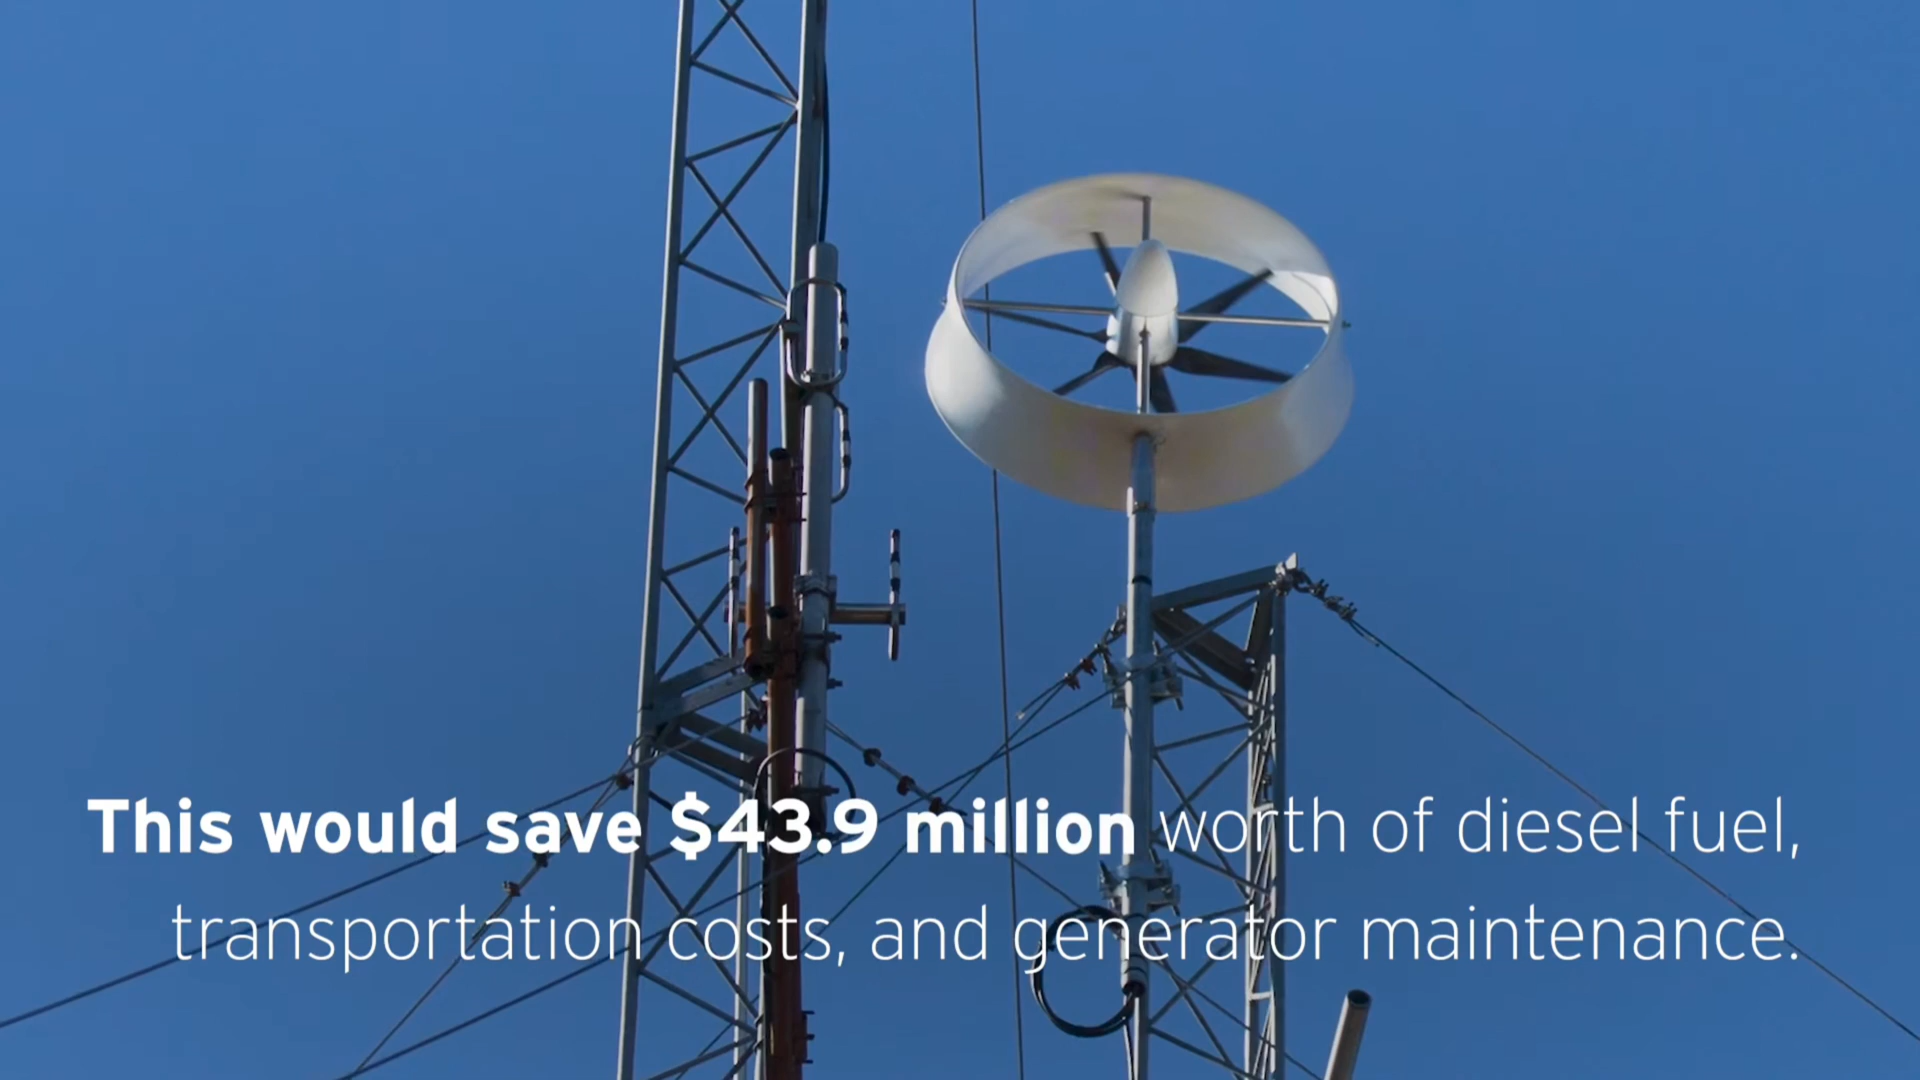 This would save $43.9 million worth of diesel fuel,
transportation costs, and generator maintenance.